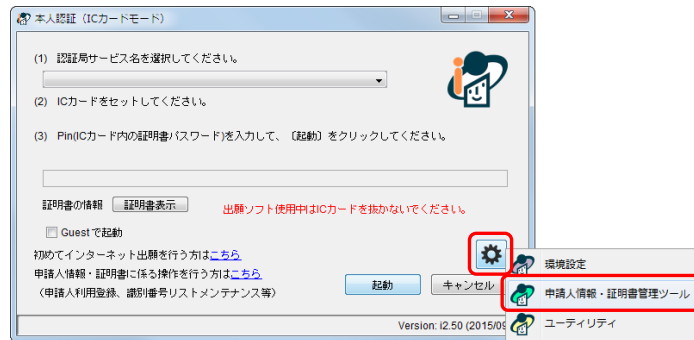 本人認証（ICカードモード）
(1) 認証局サービス名を選択してください。
(2) ICカードをセットしてください。
(3) Pin(ICカード内の証明書パスワード)を入力して、〔起動〕をクリックしてください。
証明書の情報 証明書表示 出願ソフト使用中はICカードを抜かないでください。
Guestで起動
初めてインターネット出願を行う方はこちら
申請人情報・証明書に係る操作を行う方はこちら
（申請人利用登録、識別番号リストメンテナンス等）
起動 キャンセル
Version: i2.50 (2015/09
環境設定
申請人情報・証明書管理ツール
ユーティリティ